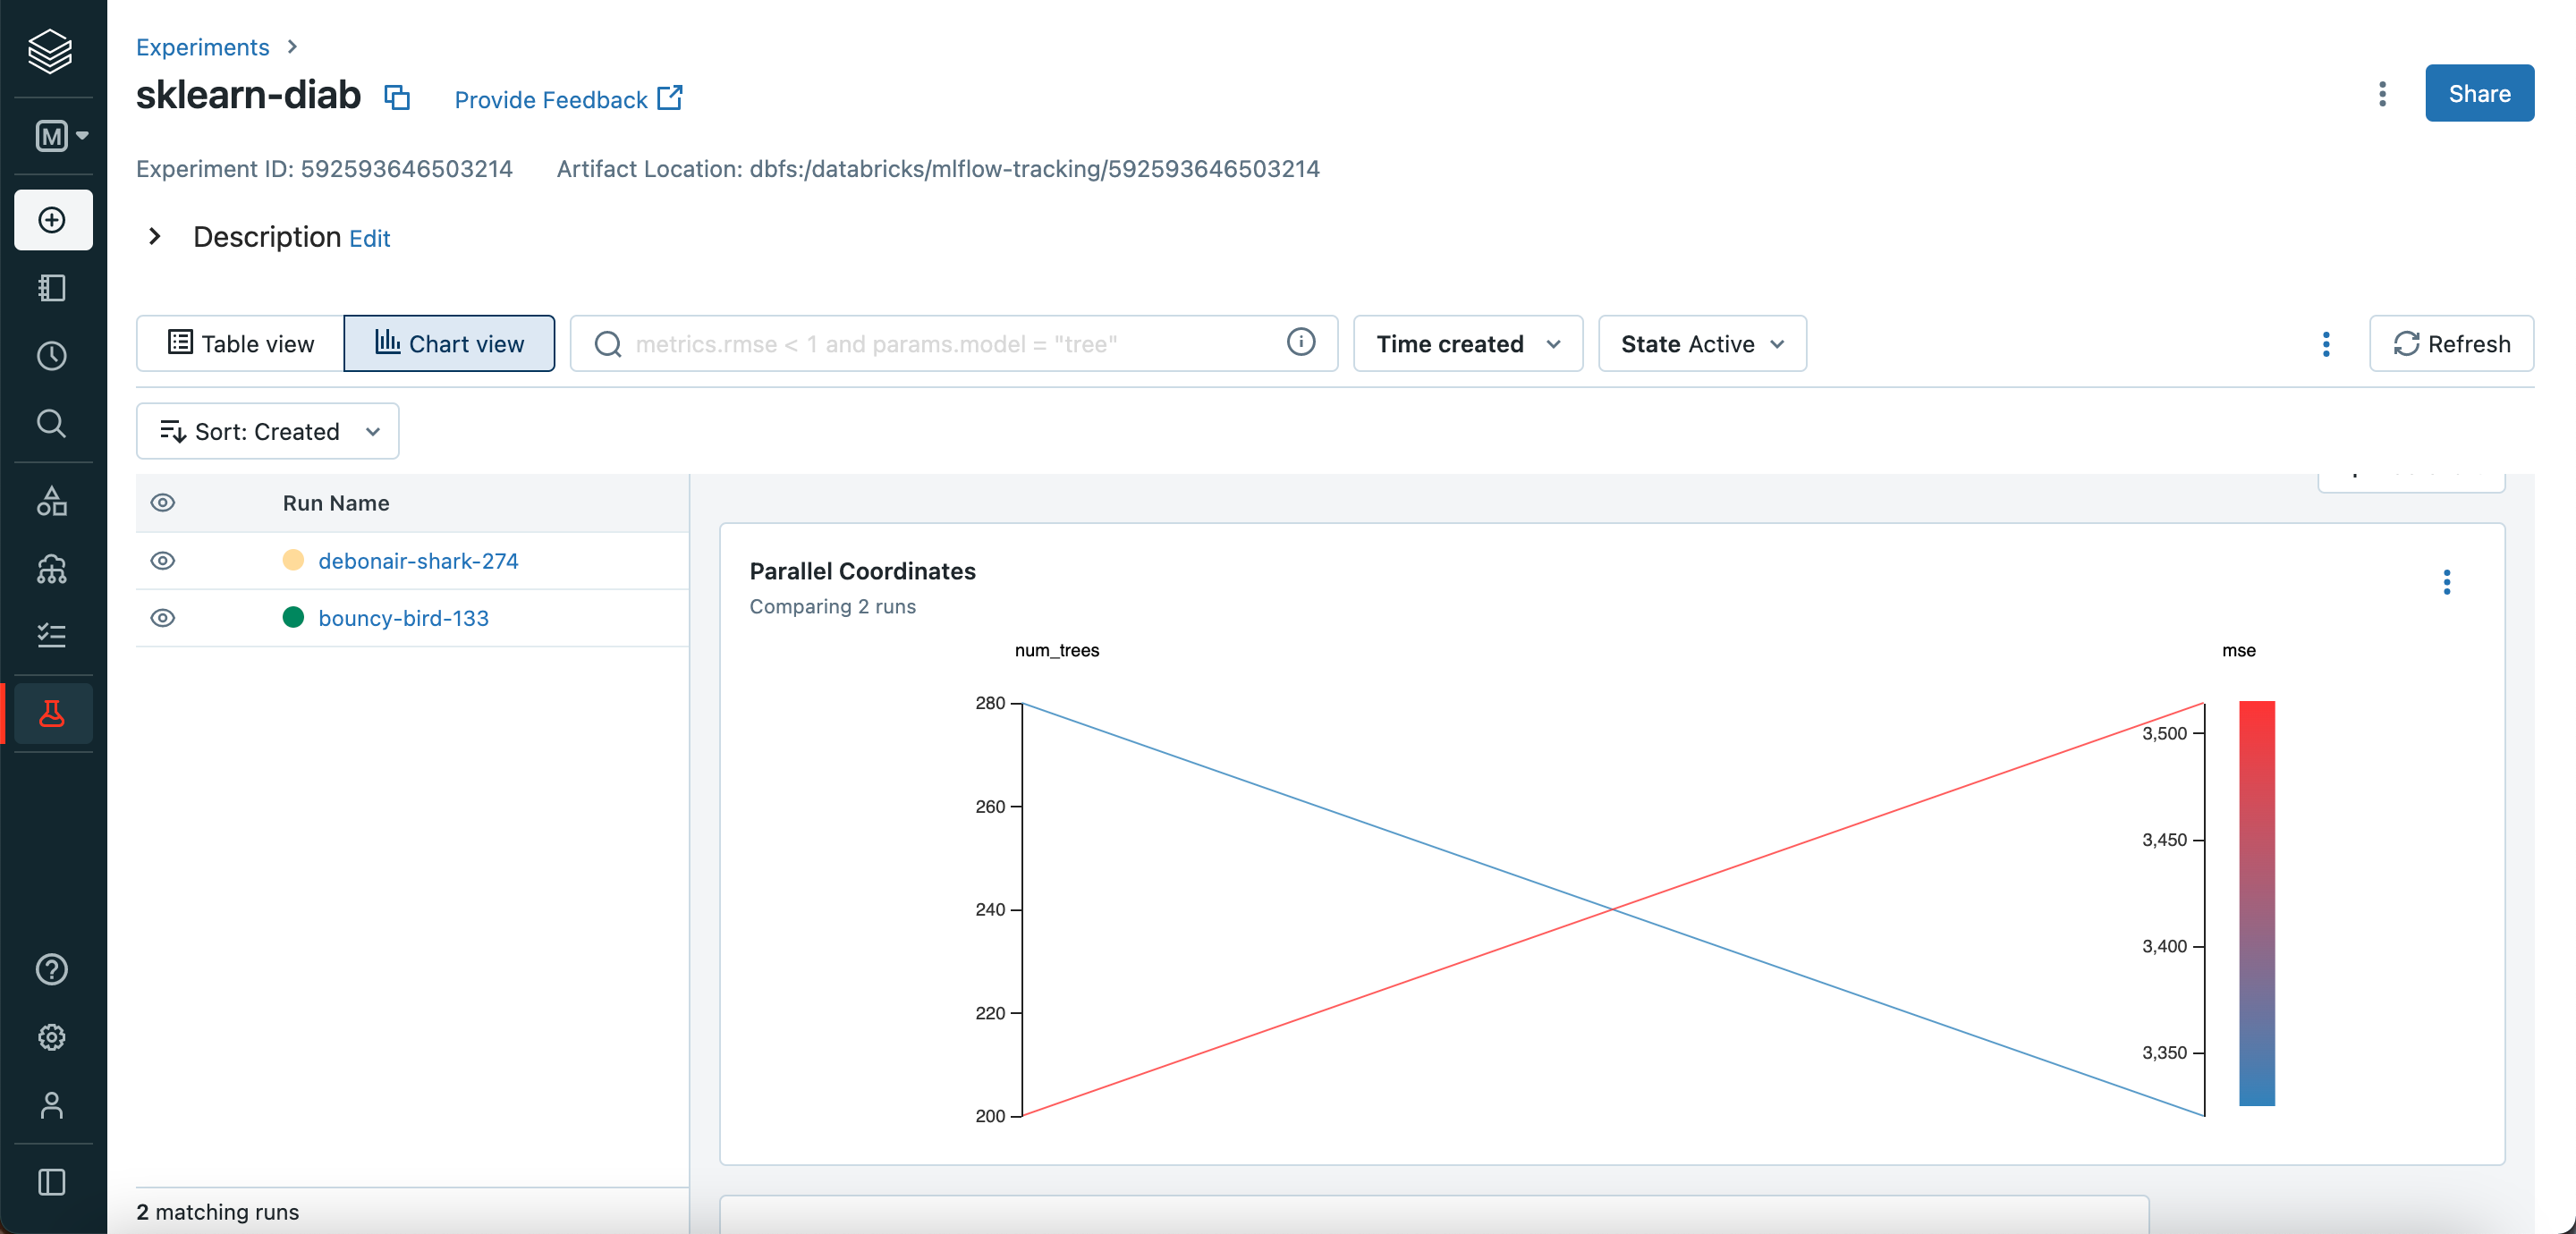 Experiments
sklearn-diab
Provide Feedback
Share
M
Experiment ID: 592593646503214
Artifact Location: dbfs:/databricks/mlflow-tracking/592593646503214
Description Edit
Table view
Chart view
metrics.rmse < 1 and params.model = "tree"
Time created
State Active
Refresh
Sort: Created
Run Name
debonair-shark-274
bouncy-bird-133
2 matching runs
Parallel Coordinates
Comparing 2 runs
num_trees
mse
280
260
240
220
200
3,500
3,450
3,400
3,350